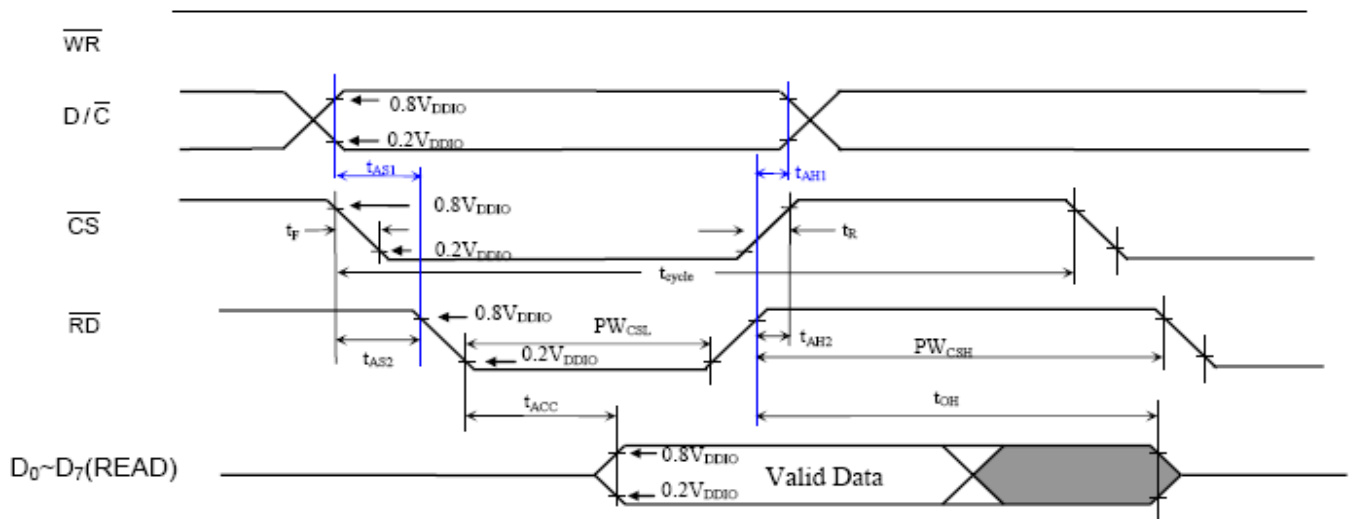 WR
D/C
0.8VDDIO
0.2VDDIO
tAS1
tAH1
CS
0.8VDDIO
tF
0.2VDDIO
tR
tcycle
RD
0.8VDDIO
PWCSL
tAS2
0.2VDDIO
tAH2
PWCSH
tACC
tOH
D0~D7(READ)
0.8VDDIO
Valid Data
0.2VDDIO